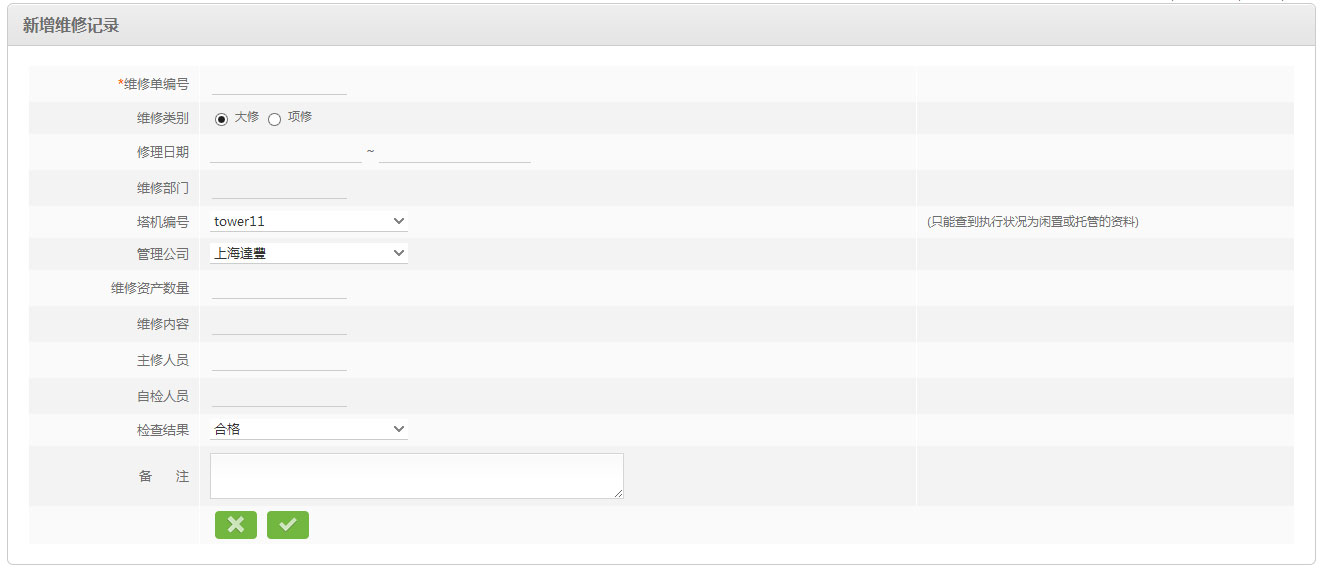 新增维修记录
*维修单编号
维修类别 大修 项修
修理日期 ~
维修部门
塔机编号 tower11 (只能查到执行状况为闲置或托管的资料)
管理公司 上海達豐
维修资产数量
维修内容
主修人员
自检人员
检查结果 合格
备 注